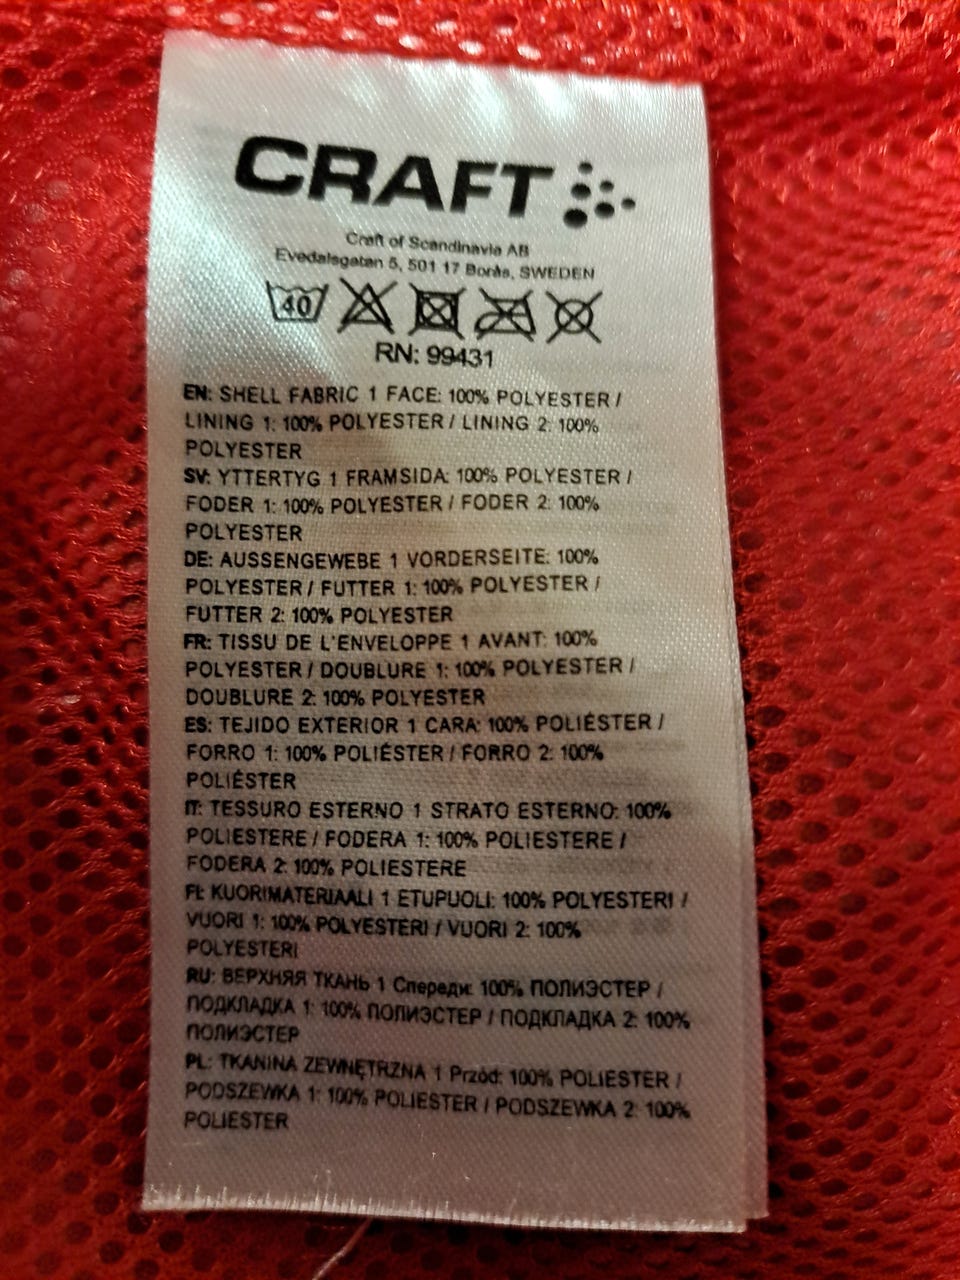 CRAFT
Craft of Scandinavia AB
Evedalsgatan 5, 501 17 Borås, SWEDEN
40
RN: 99431
EN: SHELL FABRIC 1 FACE: 100% POLYESTER /
LINING 1: 100% POLYESTER / LINING 2: 100%
POLYESTER
SV: YTTERTYG 1 FRAMSIDA: 100% POLYESTER /
FODER 1: 100% POLYESTER / FODER 2: 100%
POLYESTER
DE: AUSSENGEWEBE 1 VORDERSEITE: 100%
POLYESTER / FUTTER 1: 100% POLYESTER /
FUTTER 2: 100% POLYESTER
FR: TISSU DE L'ENVELOPPE 1 AVANT: 100%
POLYESTER / DOUBLURE 1: 100% POLYESTER /
DOUBLURE 2: 100% POLYESTER
ES: TEJIDO EXTERIOR 1 CARA: 100% POLIÉSTER /
FORRO 1: 100% POLIÉSTER / FORRO 2: 100%
POLIÉSTER
IT: TESSURO ESTERNO 1 STRATO ESTERNO: 100%
POLIESTERE / FODERA 1: 100% POLIESTERE /
FODERA 2: 100% POLIESTERE
FI: KUORIMATERIAALI 1 ETUPUOLI: 100% POLYESTERI /
VUORI 1: 100% POLYESTERI / VUORI 2: 100%
POLYESTERI
RU: ВЕРХНЯЯ ТКАНЬ 1 Спереди: 100% ПОЛИЭСТЕР /
ПОДКЛАДКА 1: 100% ПОЛИЭСТЕР / ПОДКЛАДКА 2: 100%
ПОЛИЭСТЕР
PL: TKANINA ZEWNĘTRZNA 1 Przód: 100% POLIESTER /
PODSZEWKA 1: 100% POLIESTER / PODSZEWKA 2: 100%
POLIESTER